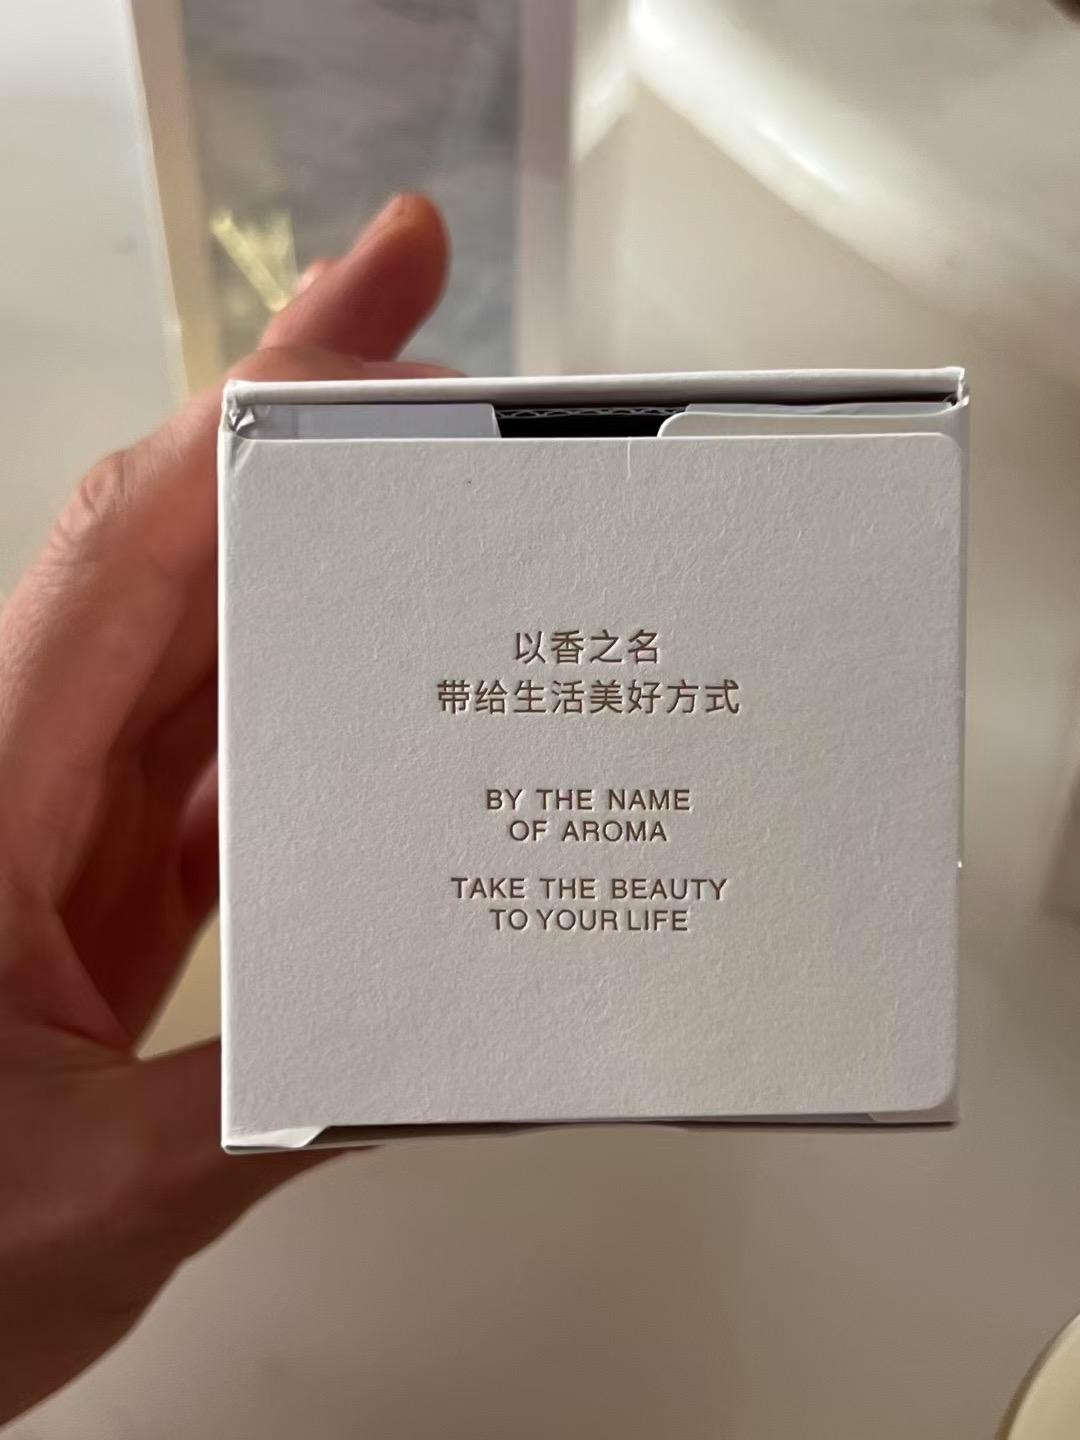 以香之名
带给生活美好方式
BY THE NAME
OF AROMA
TAKE THE BEAUTY
TO YOUR LIFE